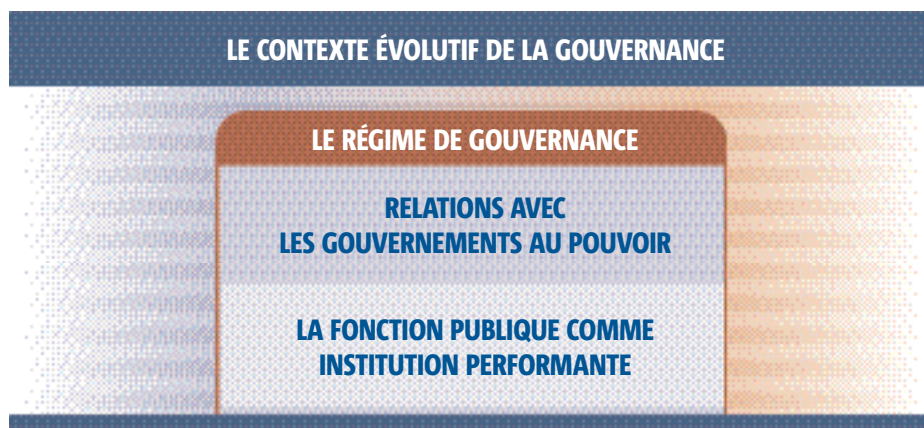 LE CONTEXTE ÉVOLUTIF DE LA GOUVERNANCE
LE RÉGIME DE GOUVERNANCE
RELATIONS AVEC
LES GOUVERNEMENTS AU POUVOIR
LA FONCTION PUBLIQUE COMME
INSTITUTION PERFORMANTE